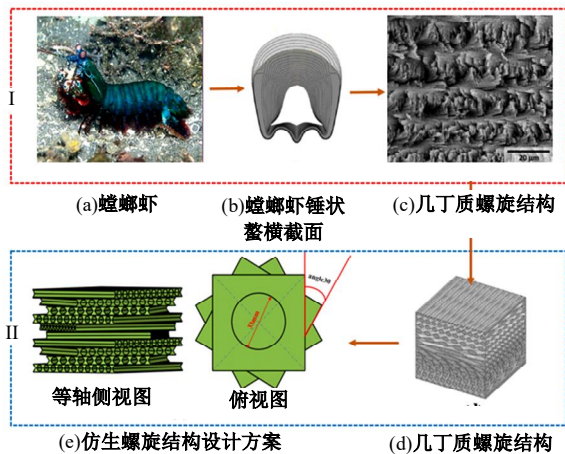 I
20 μm
(a)螳螂虾
(b)螳螂虾锤状
螯横截面
(c)几丁质螺旋结构
II
等轴侧视图
俯视图
(e)仿生螺旋结构设计方案
(d)几丁质螺旋结构